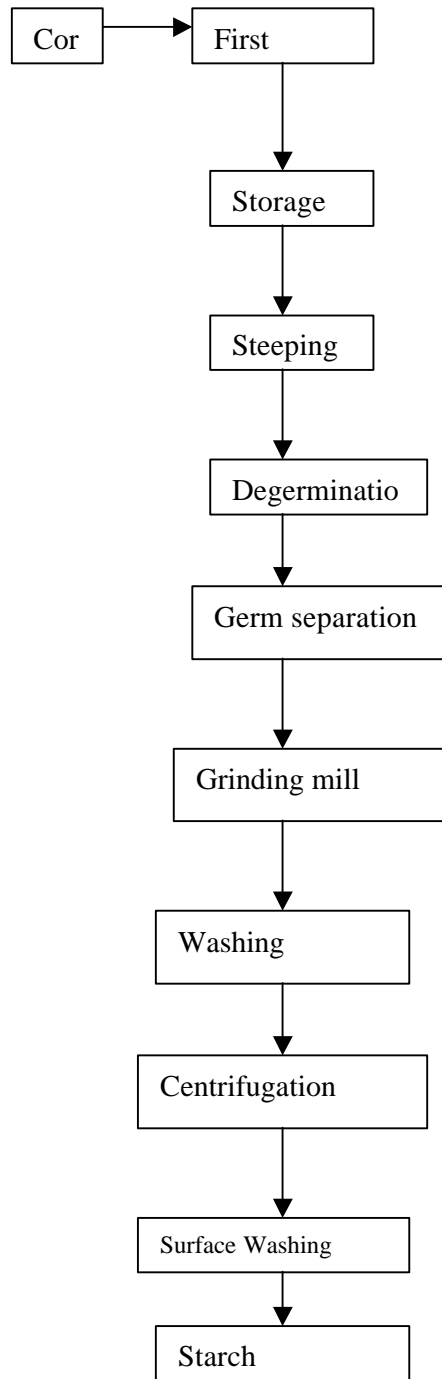 Cor
First
Storage
Steeping
Degerminatio
Germ separation
Grinding mill
Washing
Centrifugation
Surface Washing
Starch